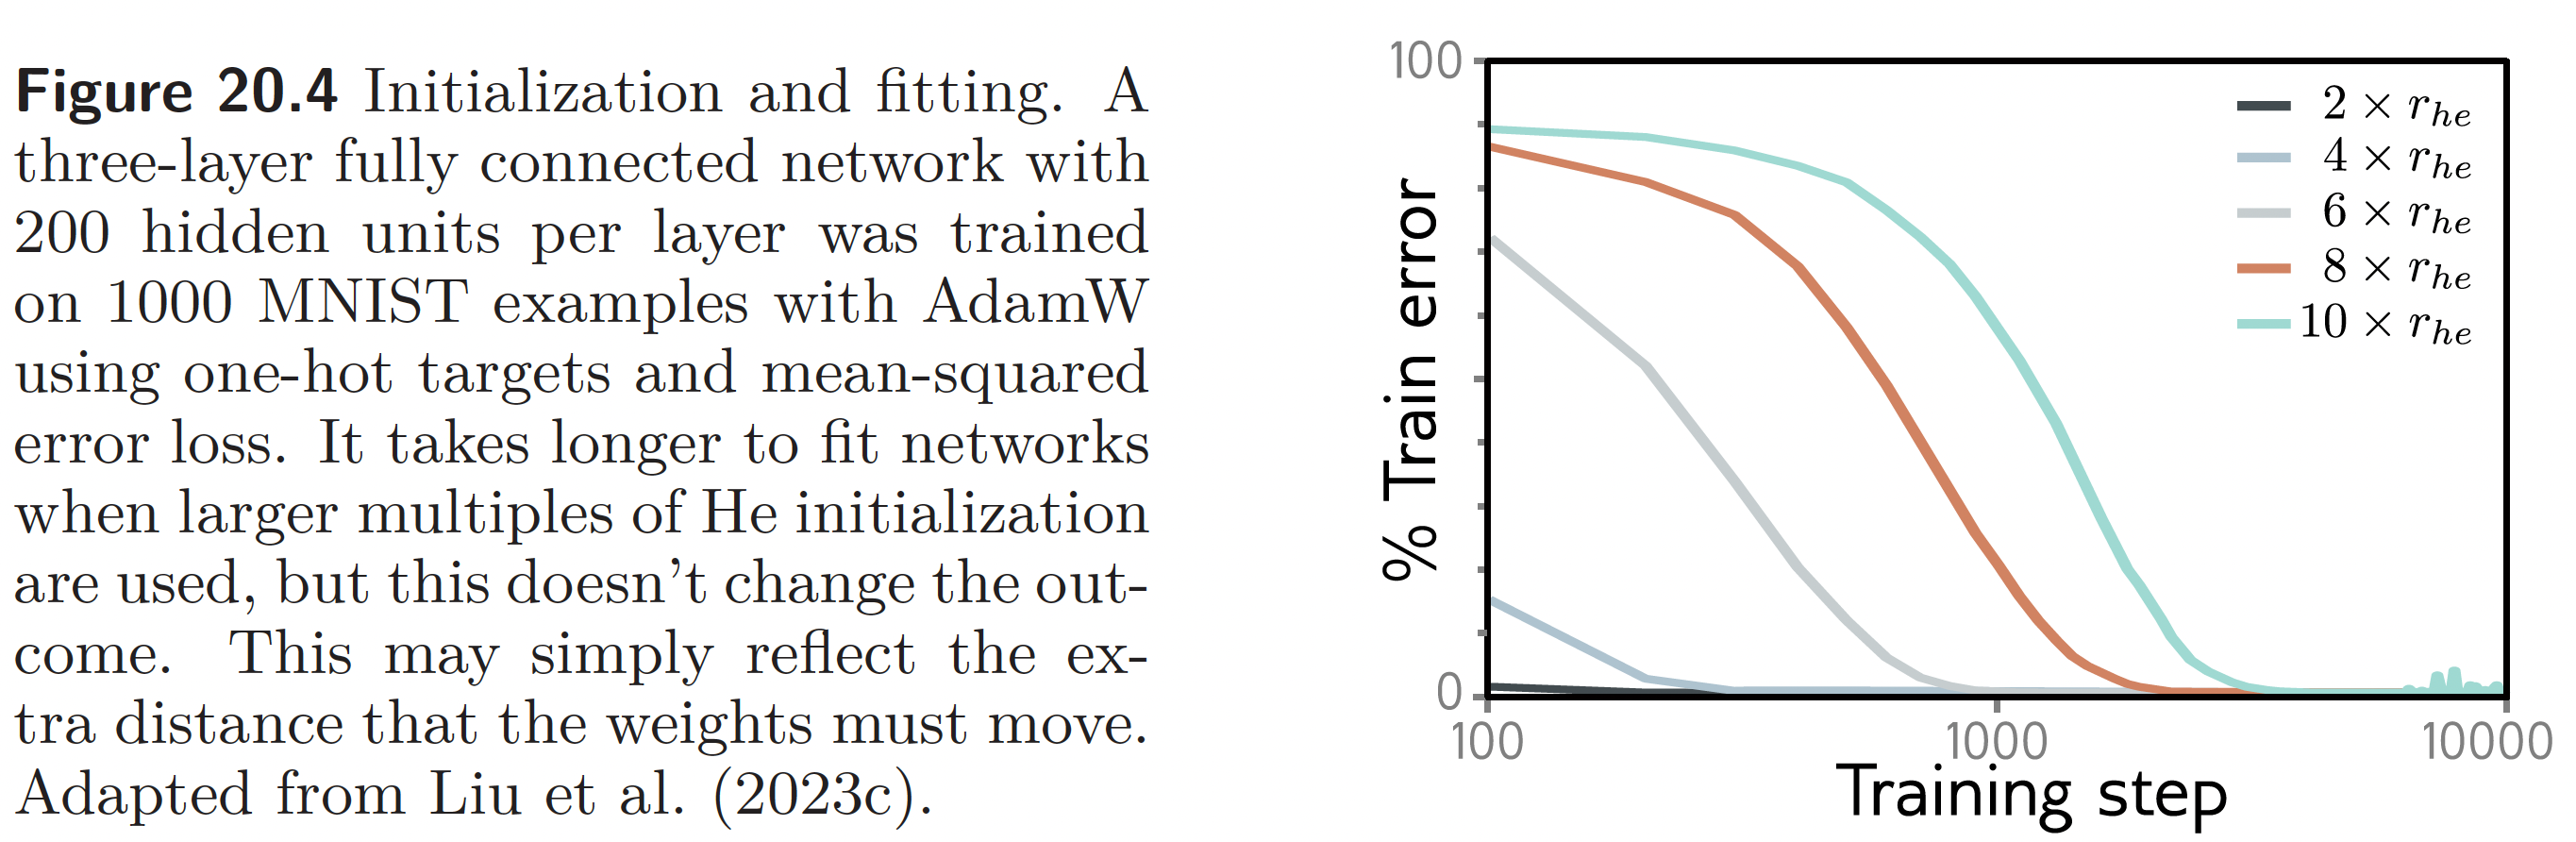 Figure 20.4 Initialization and fitting. A
three-layer fully connected network with
200 hidden units per layer was trained
on 1000 MNIST examples with AdamW
using one-hot targets and mean-squared
error loss. It takes longer to fit networks
when larger multiples of He initialization
are used, but this doesn't change the out-
come. This may simply reflect the ex-
tra distance that the weights must move.
Adapted from Liu et al. (2023c).
100
% Train error
0
2 × r_he
4 × r_he
6 × r_he
8 × r_he
10 × r_he
100 1000 10000
Training step